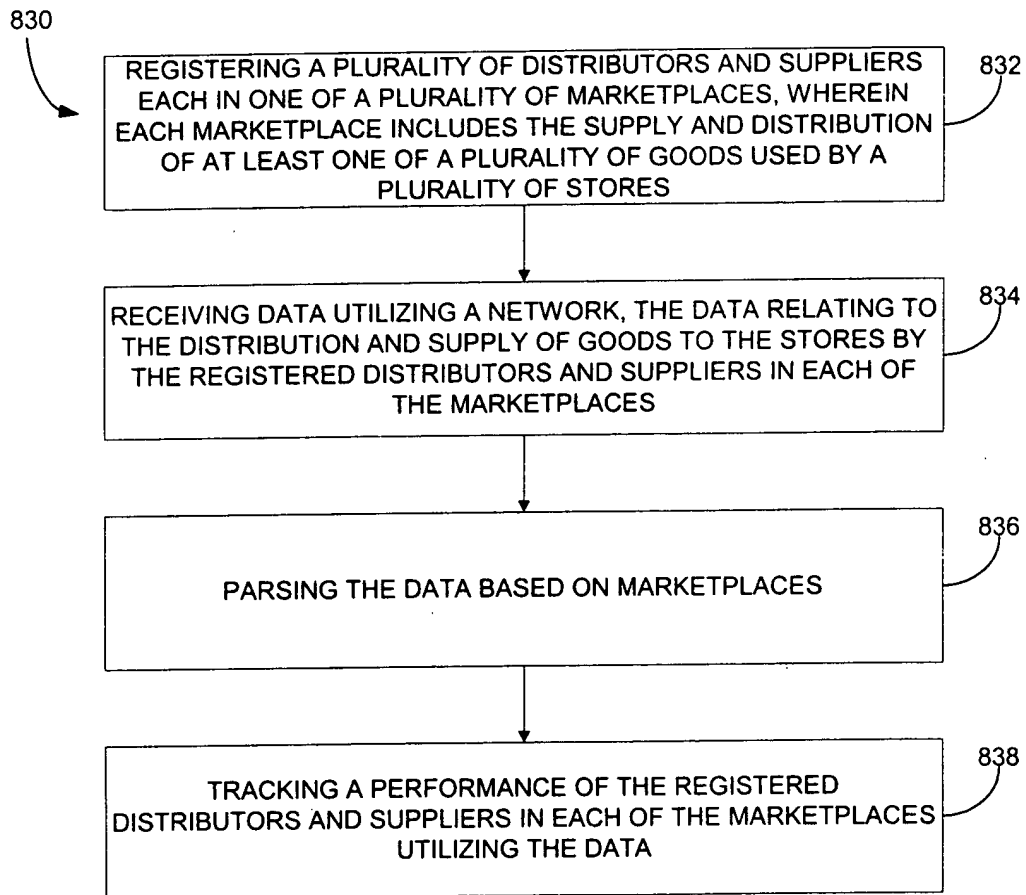 830
REGISTERING A PLURALITY OF DISTRIBUTORS AND SUPPLIERS
EACH IN ONE OF A PLURALITY OF MARKETPLACES, WHEREIN
EACH MARKETPLACE INCLUDES THE SUPPLY AND DISTRIBUTION
OF AT LEAST ONE OF A PLURALITY OF GOODS USED BY A
PLURALITY OF STORES
832
RECEIVING DATA UTILIZING A NETWORK, THE DATA RELATING TO
THE DISTRIBUTION AND SUPPLY OF GOODS TO THE STORES BY
THE REGISTERED DISTRIBUTORS AND SUPPLIERS IN EACH OF
THE MARKETPLACES
834
PARSING THE DATA BASED ON MARKETPLACES
836
TRACKING A PERFORMANCE OF THE REGISTERED
DISTRIBUTORS AND SUPPLIERS IN EACH OF THE MARKETPLACES
UTILIZING THE DATA
838